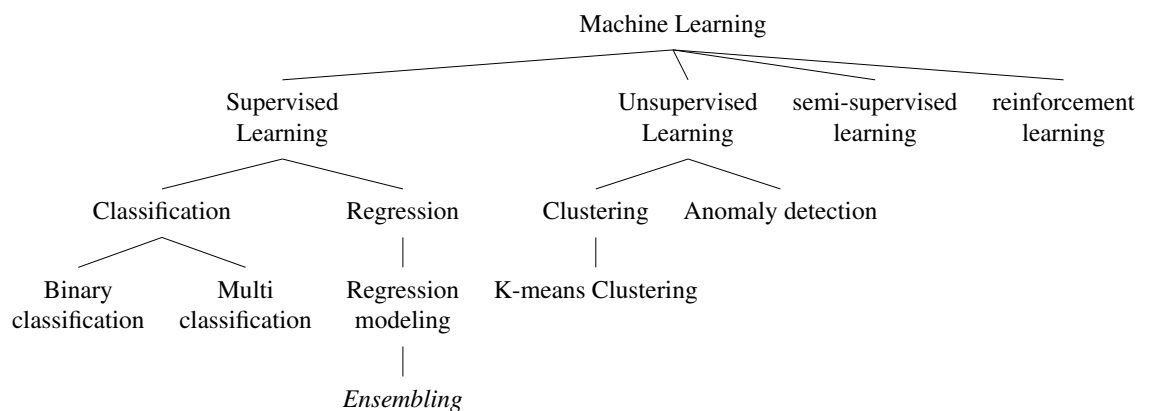 Machine Learning
Supervised
Learning
Unsupervised
Learning
semi-supervised
learning
reinforcement
learning
Classification
Regression
Clustering
Anomaly detection
Binary
classification
Multi
classification
Regression
modeling
K-means Clustering
Ensembling